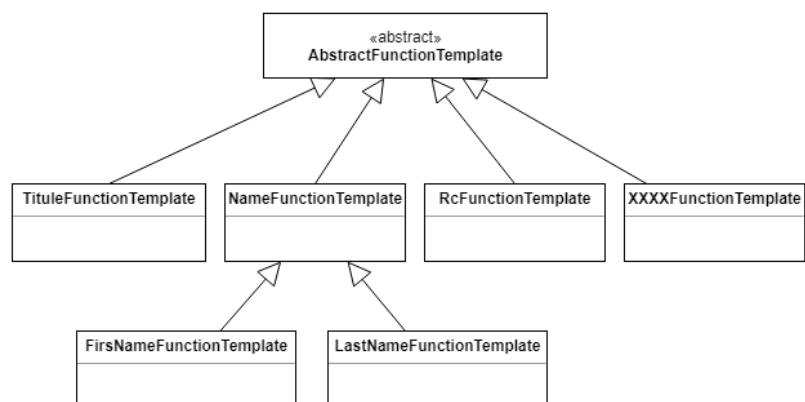 «abstract»
AbstractFunctionTemplate
TituleFunctionTemplate
NameFunctionTemplate
RcFunctionTemplate
XXXXFunctionTemplate
FirsNameFunctionTemplate
LastNameFunctionTemplate